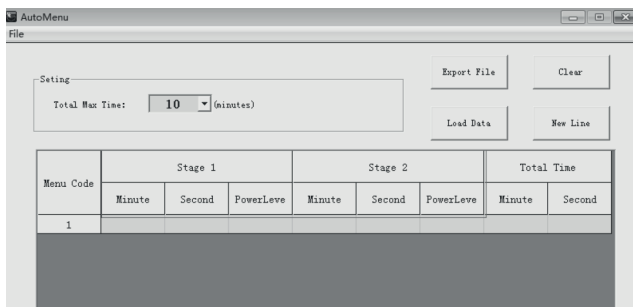 AutoMenu
File
Seting
Total Max Time: 10 (minutes)
Export File
Clear
Load Data
New Line
Menu Code
Stage 1
Stage 2
Total Time
Minute Second PowerLeve Minute Second PowerLeve Minute Second
1